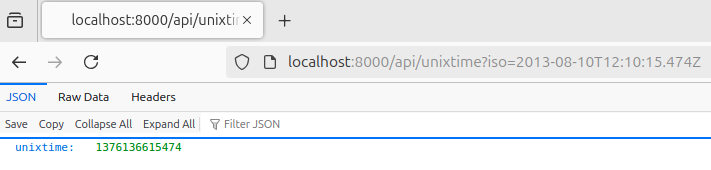 localhost:8000/api/unixti
localhost:8000/api/unixtime?iso=2013-08-10T12:10:15.474Z
JSON Raw Data Headers
Save Copy Collapse All Expand All Filter JSON
unixtime: 1376136615474